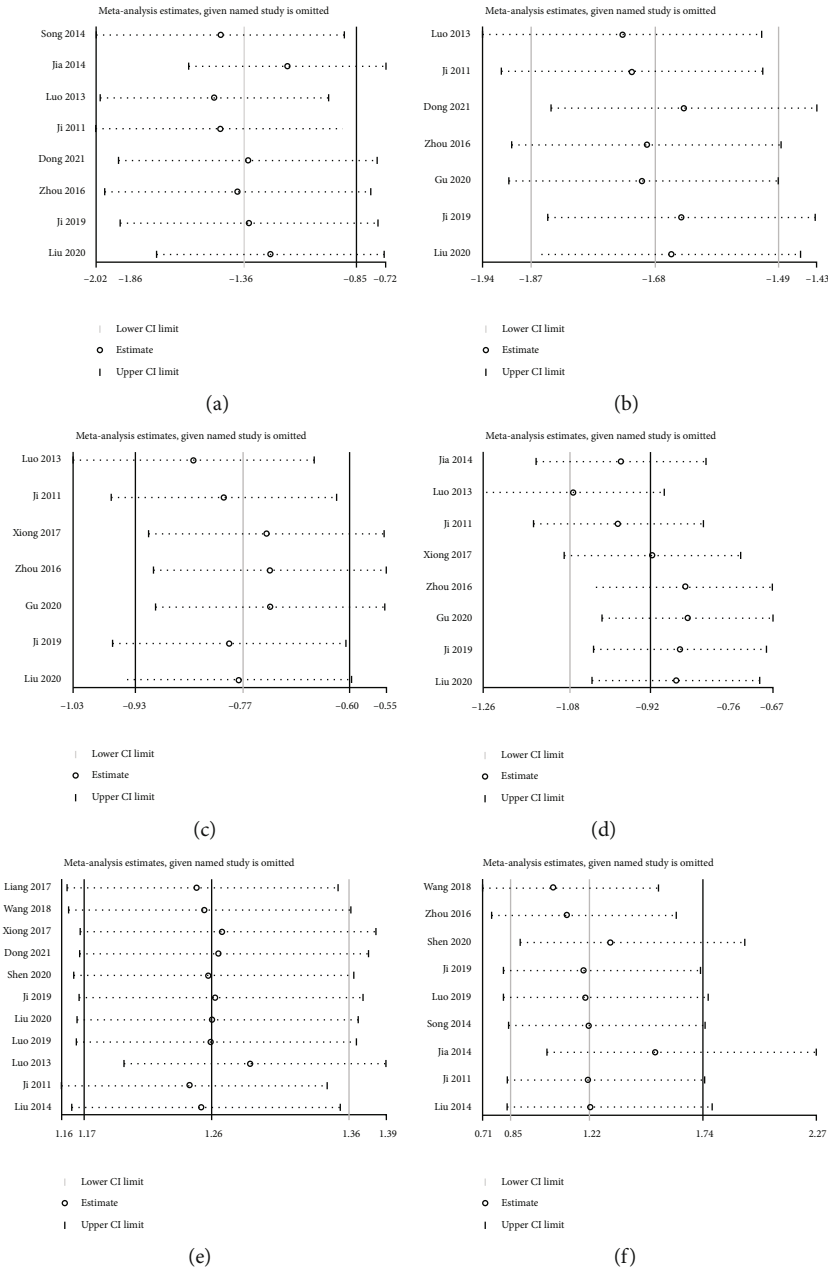 Meta-analysis estimates, given named study is omitted
Song 2014
Jia 2014
Luo 2013
Ji 2011
Dong 2021
Zhou 2016
Ji 2019
Liu 2020
−2.02 −1.86 −1.36 −0.85 −0.72
Lower CI limit
Estimate
Upper CI limit
(a)
Meta-analysis estimates, given named study is omitted
Luo 2013
Ji 2011
Dong 2021
Zhou 2016
Gu 2020
Ji 2019
Liu 2020
−1.94 −1.87 −1.68 −1.49 −1.43
Lower CI limit
Estimate
Upper CI limit
(b)
Meta-analysis estimates, given named study is omitted
Luo 2013
Ji 2011
Xiong 2017
Zhou 2016
Gu 2020
Ji 2019
Liu 2020
−1.03 −0.93 −0.77 −0.60 −0.55
Lower CI limit
Estimate
Upper CI limit
(c)
Meta-analysis estimates, given named study is omitted
Jia 2014
Luo 2013
Ji 2011
Xiong 2017
Zhou 2016
Gu 2020
Ji 2019
Liu 2020
−1.26 −1.08 −0.92 −0.76 −0.67
Lower CI limit
Estimate
Upper CI limit
(d)
Meta-analysis estimates, given named study is omitted
Liang 2017
Wang 2018
Xiong 2017
Dong 2021
Shen 2020
Ji 2019
Liu 2020
Luo 2019
Luo 2013
Ji 2011
Liu 2014
1.16 1.17 1.26 1.36 1.39
Lower CI limit
Estimate
Upper CI limit
(e)
Meta-analysis estimates, given named study is omitted
Wang 2018
Zhou 2016
Shen 2020
Ji 2019
Luo 2019
Song 2014
Jia 2014
Ji 2011
Liu 2014
0.71 0.85 1.22 1.74 2.27
Lower CI limit
Estimate
Upper CI limit
(f)